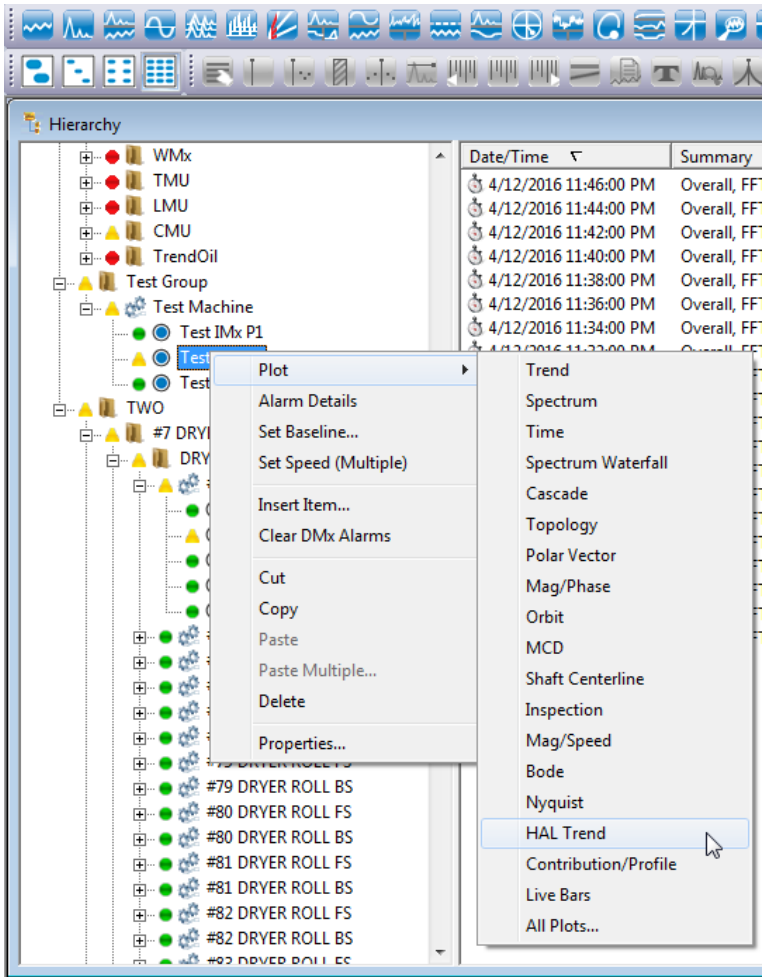 Hierarchy
WMx
TMU
LMU
CMU
TrendOil
Test Group
Test Machine
Test IMx P1
Test
Test
TWO
#7 DRYE
DRY
#79 DRYER ROLL BS
#80 DRYER ROLL FS
#80 DRYER ROLL BS
#81 DRYER ROLL FS
#81 DRYER ROLL BS
#82 DRYER ROLL FS
#82 DRYER ROLL BS
Date/Time Summary
4/12/2016 11:46:00 PM Overall, FFT
4/12/2016 11:44:00 PM Overall, FFT
4/12/2016 11:42:00 PM Overall, FFT
4/12/2016 11:40:00 PM Overall, FFT
4/12/2016 11:38:00 PM Overall, FFT
4/12/2016 11:36:00 PM Overall, FFT
4/12/2016 11:34:00 PM Overall, FFT
Plot
Alarm Details
Set Baseline...
Set Speed (Multiple)
Insert Item...
Clear DMx Alarms
Cut
Copy
Paste
Paste Multiple...
Delete
Properties...
Trend
Spectrum
Time
Spectrum Waterfall
Cascade
Topology
Polar Vector
Mag/Phase
Orbit
MCD
Shaft Centerline
Inspection
Mag/Speed
Bode
Nyquist
HAL Trend
Contribution/Profile
Live Bars
All Plots...